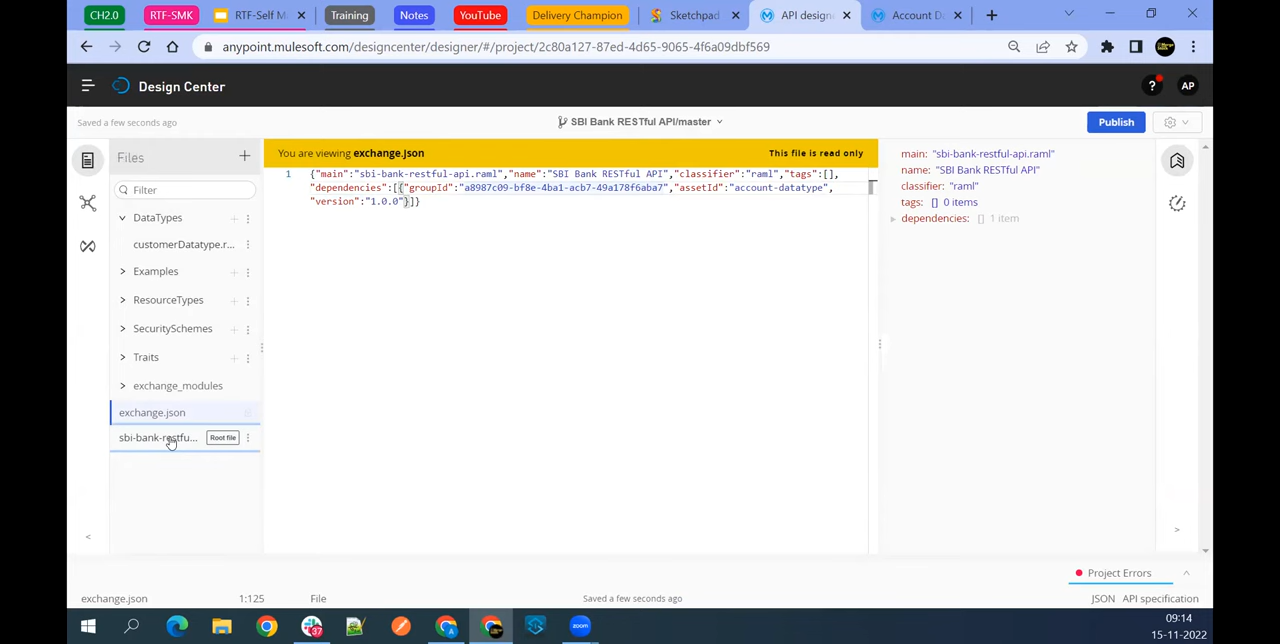 CH2.0
RTF-SMK
RTF-Self M
Training
Notes
YouTube
Delivery Champion
Sketchpad
API design
Account Da
anypoint.mulesoft.com/designcenter/designer/#/project/2c80a127-87ed-4d65-9065-4f6a09dbf569
Design Center
?
AP
Saved a few seconds ago
SBI Bank RESTful API/master
Publish
Files
You are viewing exchange.json
This file is read only
Filter
DataTypes
customerDatatype.r...
Examples
ResourceTypes
SecuritySchemes
Traits
exchange_modules
exchange.json
sbi-bank-restfu...
Root file
1
{"main":"sbi-bank-restful-api.raml","name":"SBI Bank RESTful API","classifier":"raml","tags":[],
"dependencies":[{"groupId":"a8987c09-bf8e-4ba1-acb7-49a178f6aba7","assetId":"account-datatype",
"version":"1.0.0"}]}
main: "sbi-bank-restful-api.raml"
name: "SBI Bank RESTful API"
classifier: "raml"
tags: [] 0 items
dependencies: [] 1 item
Project Errors
exchange.json
1:125
File
Saved a few seconds ago
JSON
API specification
37
zoom
09:14
15-11-2022